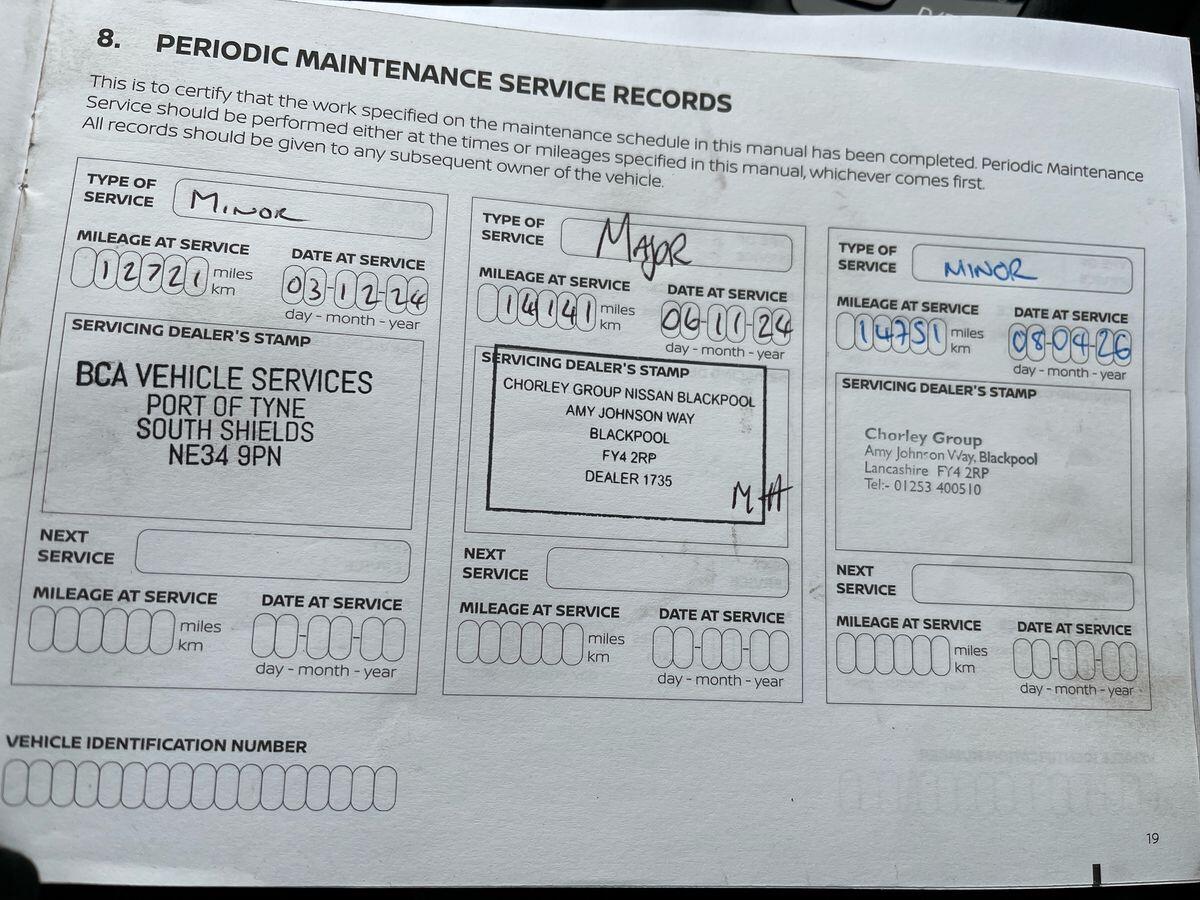 8. PERIODIC MAINTENANCE SERVICE RECORDS
This is to certify that the work specified on the maintenance schedule in this manual has been completed. Periodic Maintenance
Service should be performed either at the times or mileages specified in this manual, whichever comes first.
All records should be given to any subsequent owner of the vehicle.
TYPE OF
SERVICE
MINOR
MILEAGE AT SERVICE
12721 miles
km
DATE AT SERVICE
03-12-24
day - month - year
SERVICING DEALER'S STAMP
BCA VEHICLE SERVICES
PORT OF TYNE
SOUTH SHIELDS
NE34 9PN
NEXT
SERVICE
MILEAGE AT SERVICE
miles
km
DATE AT SERVICE
day - month - year
TYPE OF
SERVICE
MAJOR
MILEAGE AT SERVICE
14141 miles
km
DATE AT SERVICE
06-11-24
day - month - year
SERVICING DEALER'S STAMP
CHORLEY GROUP NISSAN BLACKPOOL
AMY JOHNSON WAY
BLACKPOOL
FY4 2RP
DEALER 1735
MH
NEXT
SERVICE
MILEAGE AT SERVICE
miles
km
DATE AT SERVICE
day - month - year
TYPE OF
SERVICE
MINOR
MILEAGE AT SERVICE
14751 miles
km
DATE AT SERVICE
08-04-26
day - month - year
SERVICING DEALER'S STAMP
Chorley Group
Amy Johnson Way, Blackpool
Lancashire FY4 2RP
Tel:- 01253 400510
NEXT
SERVICE
MILEAGE AT SERVICE
miles
km
DATE AT SERVICE
day - month - year
VEHICLE IDENTIFICATION NUMBER
19